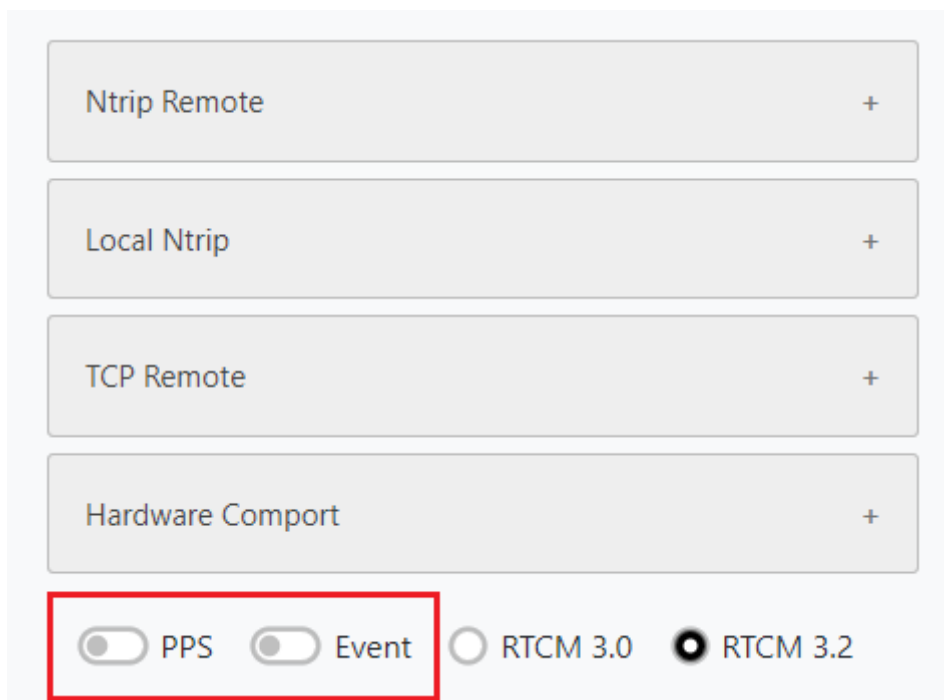 Ntrip Remote +
Local Ntrip +
TCP Remote +
Hardware Comport +
PPS Event RTCM 3.0 RTCM 3.2